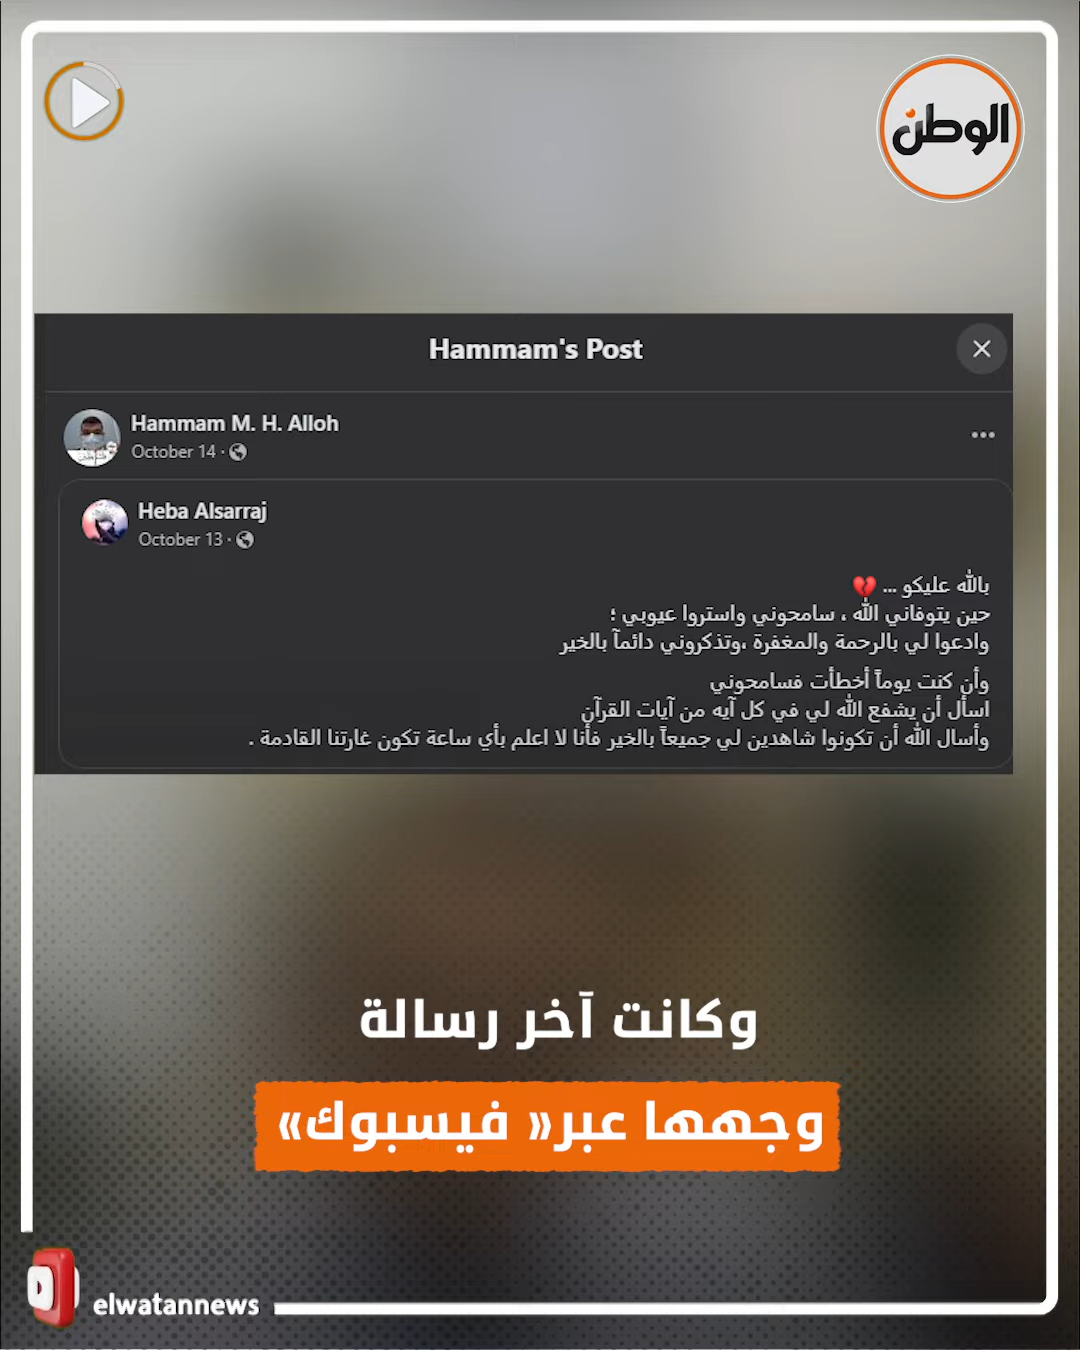 الوطن
Hammam's Post
Hammam M. H. Alloh
October 14 ·
Heba Alsarraj
October 13 ·
بالله عليكو ... 💔
حين يتوفاني الله ، سامحوني واستروا عيوبي ؛
وادعوا لي بالرحمة والمغفرة ،وتذكروني دائماً بالخير
وأن كنت يوماً أخطأت فسامحوني
اسأل أن يشفع الله لي في كل آيه من آيات القرآن
وأسال الله أن تكونوا شاهدين لي جميعاً بالخير فأنا لا اعلم بأي ساعة تكون غارتنا القادمة .
وكانت آخر رسالة
وجهها عبر« فيسبوك»
elwatannews